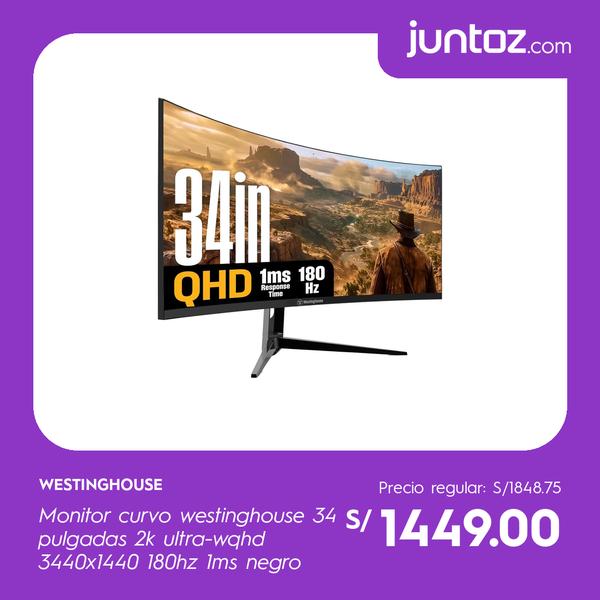 juntoz.com
34in
QHD
1ms
Response
Time
180
Hz
Westinghouse
WESTINGHOUSE
Monitor curvo westinghouse 34
pulgadas 2k ultra-wqhd
3440x1440 180hz 1ms negro
Precio regular: S/1848.75
S/ 1449.00